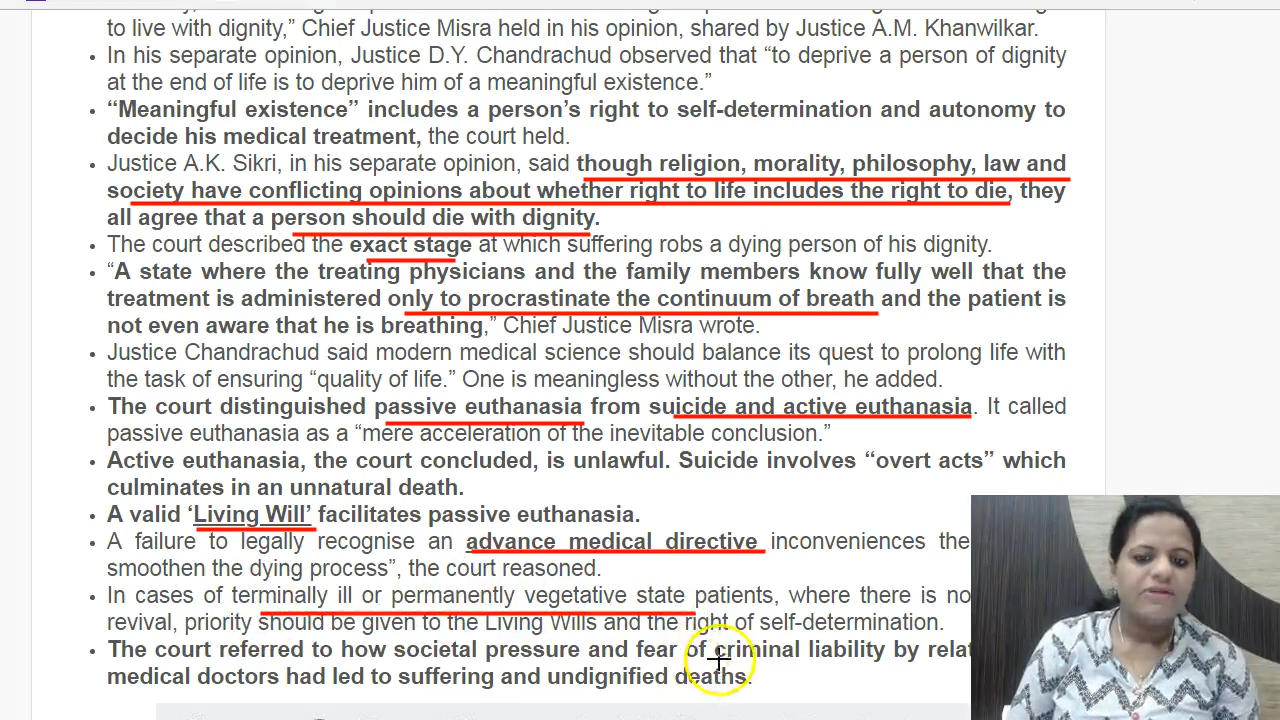 to live with dignity,” Chief Justice Misra held in his opinion, shared by Justice A.M. Khanwilkar.
• In his separate opinion, Justice D.Y. Chandrachud observed that “to deprive a person of dignity
at the end of life is to deprive him of a meaningful existence.”
• “Meaningful existence” includes a person’s right to self-determination and autonomy to
decide his medical treatment, the court held.
• Justice A.K. Sikri, in his separate opinion, said though religion, morality, philosophy, law and
society have conflicting opinions about whether right to life includes the right to die, they
all agree that a person should die with dignity.
• The court described the exact stage at which suffering robs a dying person of his dignity.
• “A state where the treating physicians and the family members know fully well that the
treatment is administered only to procrastinate the continuum of breath and the patient is
not even aware that he is breathing,” Chief Justice Misra wrote.
• Justice Chandrachud said modern medical science should balance its quest to prolong life with
the task of ensuring “quality of life.” One is meaningless without the other, he added.
• The court distinguished passive euthanasia from suicide and active euthanasia. It called
passive euthanasia as a “mere acceleration of the inevitable conclusion.”
• Active euthanasia, the court concluded, is unlawful. Suicide involves “overt acts” which
culminates in an unnatural death.
• A valid ‘Living Will’ facilitates passive euthanasia.
• A failure to legally recognise an advance medical directive inconveniences the
smoothen the dying process”, the court reasoned.
• In cases of terminally ill or permanently vegetative state patients, where there is no
revival, priority should be given to the Living Wills and the right of self-determination.
• The court referred to how societal pressure and fear of criminal liability by relat
medical doctors had led to suffering and undignified deaths.